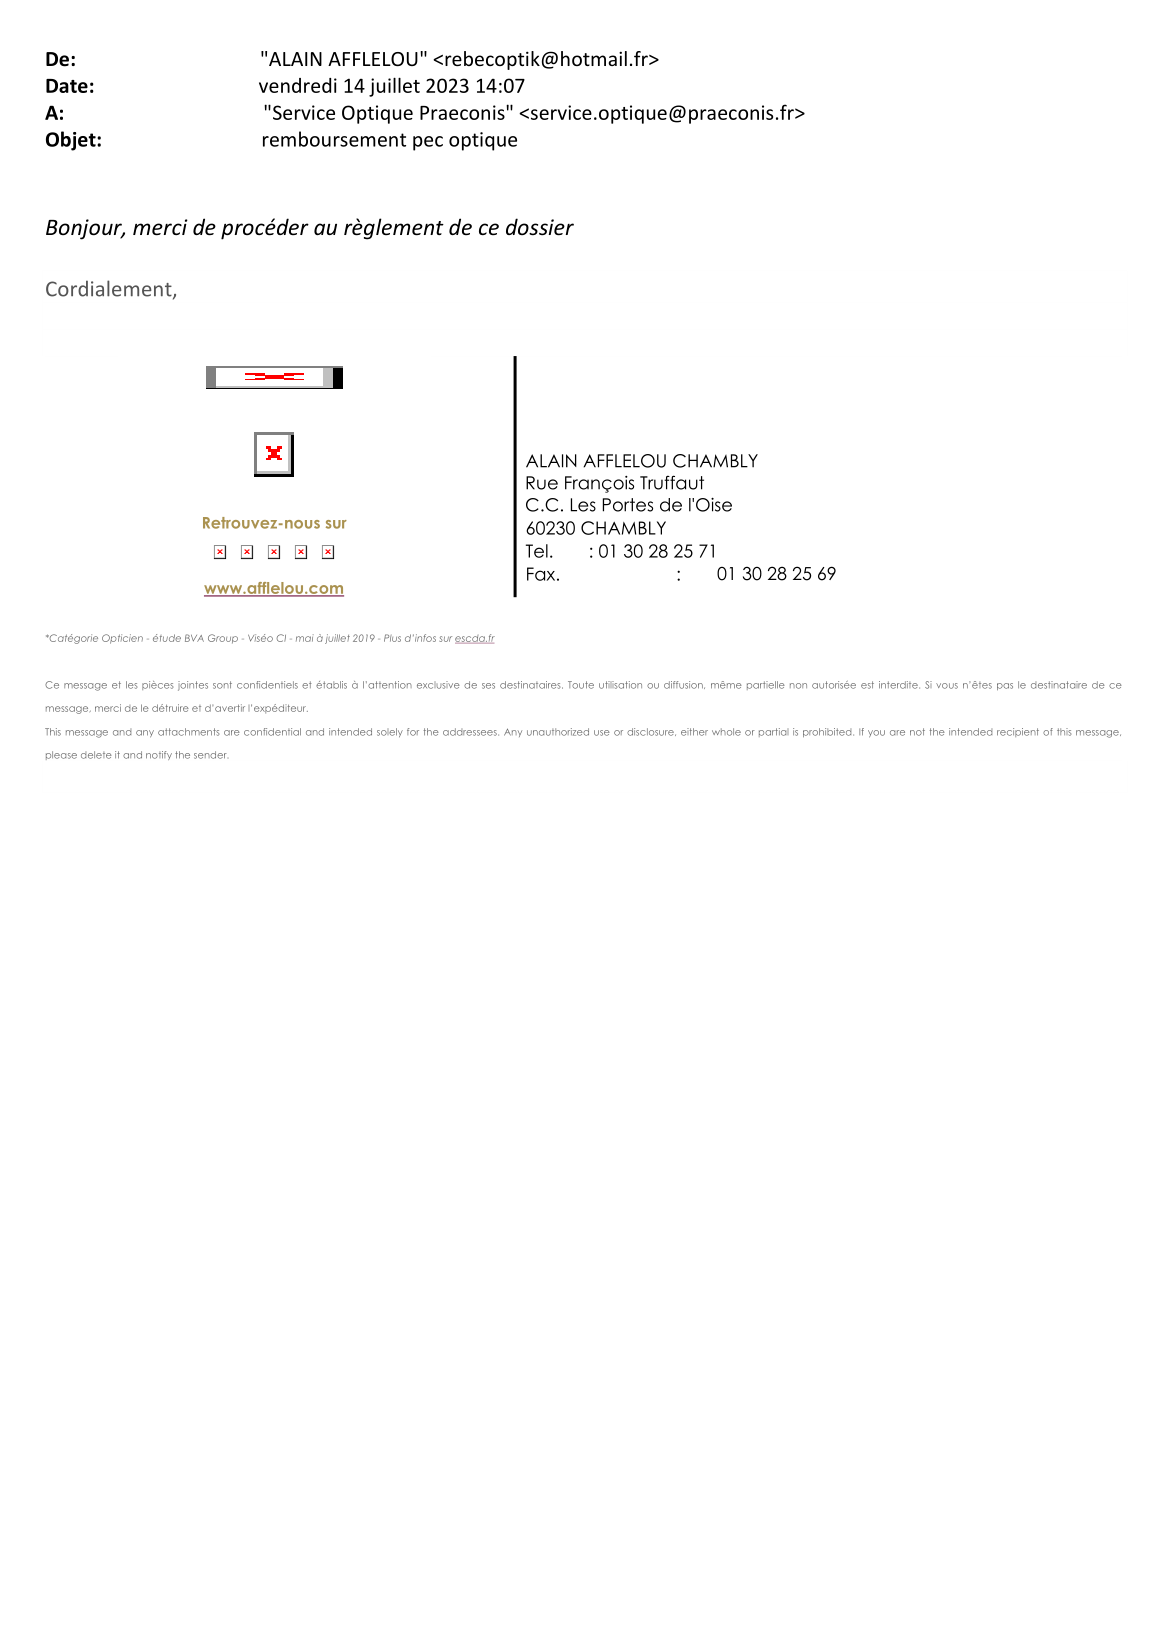 De: "ALAIN AFFLELOU" <rebecoptik@hotmail.fr>
Date: vendredi 14 juillet 2023 14:07
A: "Service Optique Praeconis" <service.optique@praeconis.fr>
Objet: remboursement pec optique
Bonjour, merci de procéder au règlement de ce dossier
Cordialement,
Retrouvez-nous sur
www.afflelou.com
ALAIN AFFLELOU CHAMBLY
Rue François Truffaut
C.C. Les Portes de l'Oise
60230 CHAMBLY
Tel. : 01 30 28 25 71
Fax. : 01 30 28 25 69
*Catégorie Opticien - étude BVA Group - Viséo CI - mai à juillet 2019 - Plus d'infos sur escda.fr
Ce message et les pièces jointes sont confidentiels et établis à l'attention exclusive de ses destinataires. Toute utilisation ou diffusion, même partielle non autorisée est interdite. Si vous n'êtes pas le destinataire de ce
message, merci de le détruire et d'avertir l'expéditeur.
This message and any attachments are confidential and intended solely for the addressees. Any unauthorized use or disclosure, either whole or partial is prohibited. If you are not the intended recipient of this message,
please delete it and notify the sender.